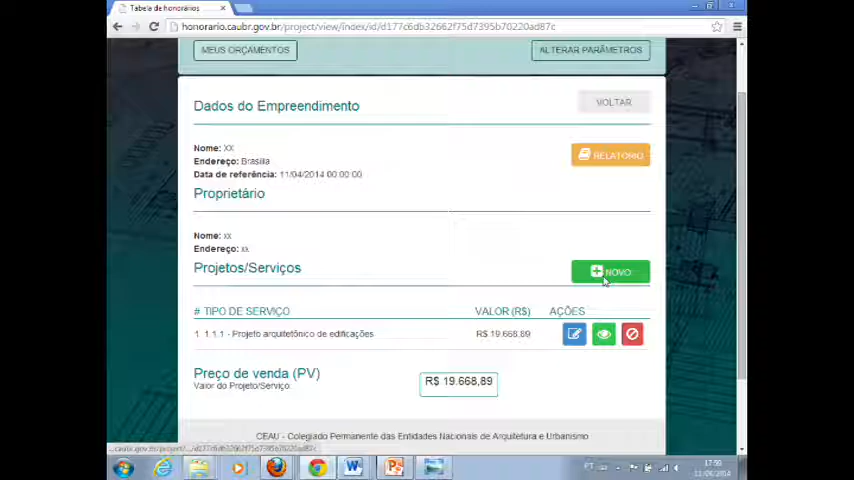 Tabela de honorários
honorario.caubr.gov.br/project/view/index/id/d177c6db32662f75d7395b70220ad87c
MEUS ORÇAMENTOS
ALTERAR PARÂMETROS
Dados do Empreendimento
VOLTAR
Nome: XX
Endereço: Brasília
Data de referência: 11/04/2014 00:00:00
RELATÓRIO
Proprietário
Nome: xx
Endereço: xx
Projetos/Serviços
NOVO
# TIPO DE SERVIÇO VALOR (R$) AÇÕES
1 1.1.1 - Projeto arquitetônico de edificações R$ 19.668,89
Preço de venda (PV)
Valor do Projeto/Serviço
R$ 19.668,89
CEAU - Colegiado Permanente das Entidades Nacionais de Arquitetura e Urbanismo
PT
17:50